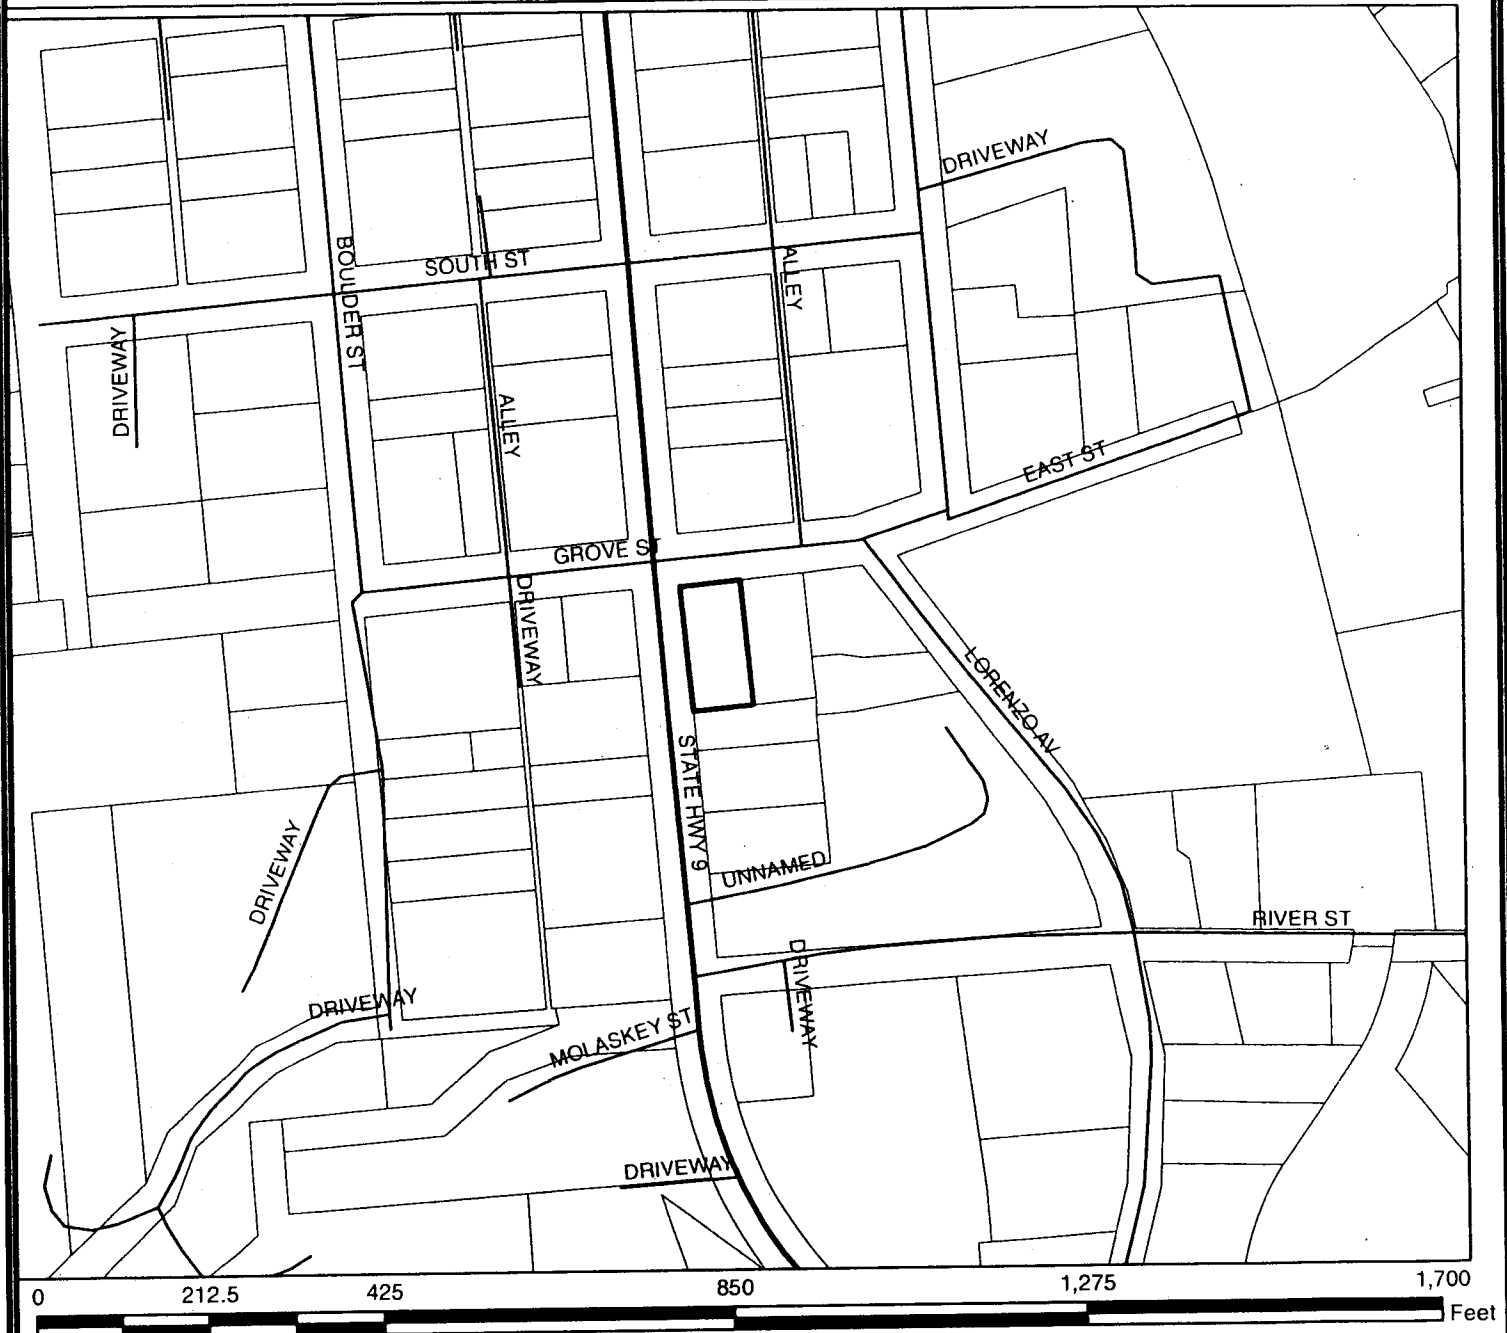 DRIVEWAY
BOULDER ST
SOUTH ST
ALLEY
DRIVEWAY
ALLEY
EAST ST
GROVE ST
DRIVEWAY
LORENZO AV
STATE HWY 9
DRIVEWAY
UNNAMED
RIVER ST
DRIVEWAY
DRIVEWAY
MOLASKEY ST
DRIVEWAY
0 212.5 425 850 1,275 1,700
Feet